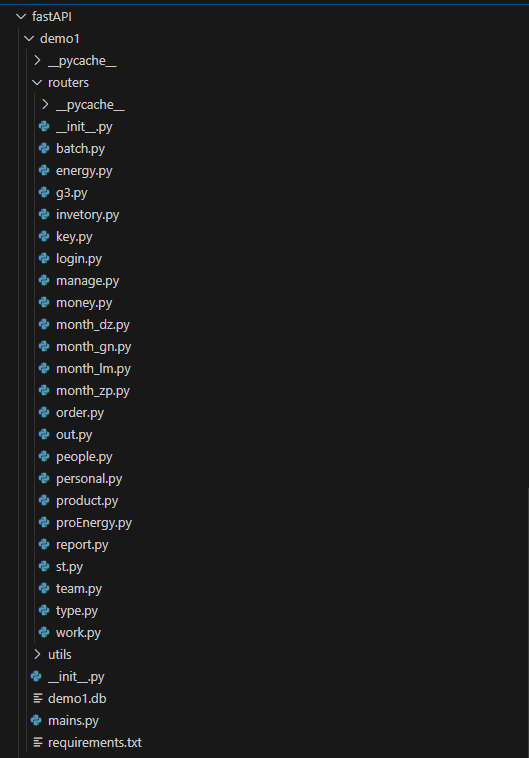 fastAPI
demo1
__pycache__
routers
__pycache__
__init__.py
batch.py
energy.py
g3.py
invetory.py
key.py
login.py
manage.py
money.py
month_dz.py
month_gn.py
month_lm.py
month_zp.py
order.py
out.py
people.py
personal.py
product.py
proEnergy.py
report.py
st.py
team.py
type.py
work.py
utils
__init__.py
demo1.db
mains.py
requirements.txt